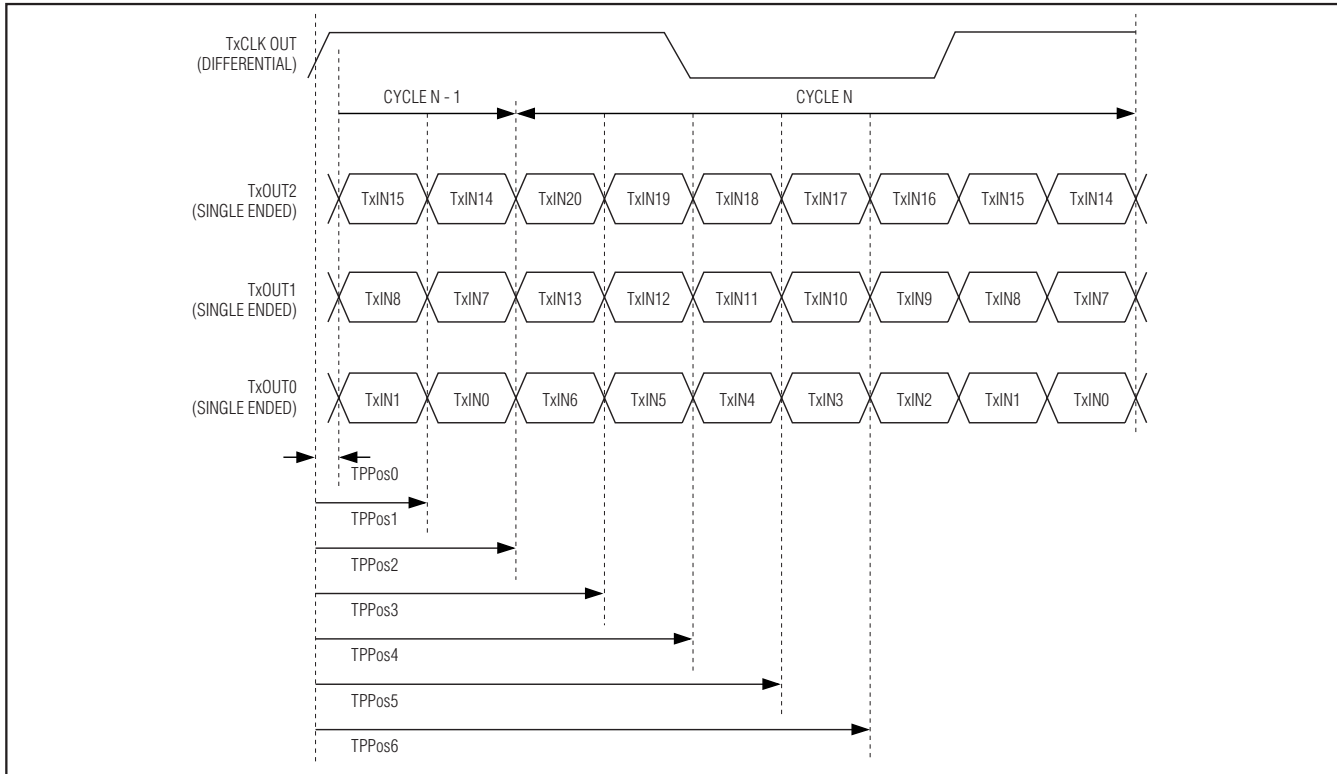 TxCLK OUT
(DIFFERENTIAL)
CYCLE N - 1
CYCLE N
TxOUT2
(SINGLE ENDED)
TxIN15 TxIN14 TxIN20 TxIN19 TxIN18 TxIN17 TxIN16 TxIN15 TxIN14
TxOUT1
(SINGLE ENDED)
TxIN8 TxIN7 TxIN13 TxIN12 TxIN11 TxIN10 TxIN9 TxIN8 TxIN7
TxOUT0
(SINGLE ENDED)
TxIN1 TxIN0 TxIN6 TxIN5 TxIN4 TxIN3 TxIN2 TxIN1 TxIN0
TPPos0
TPPos1
TPPos2
TPPos3
TPPos4
TPPos5
TPPos6